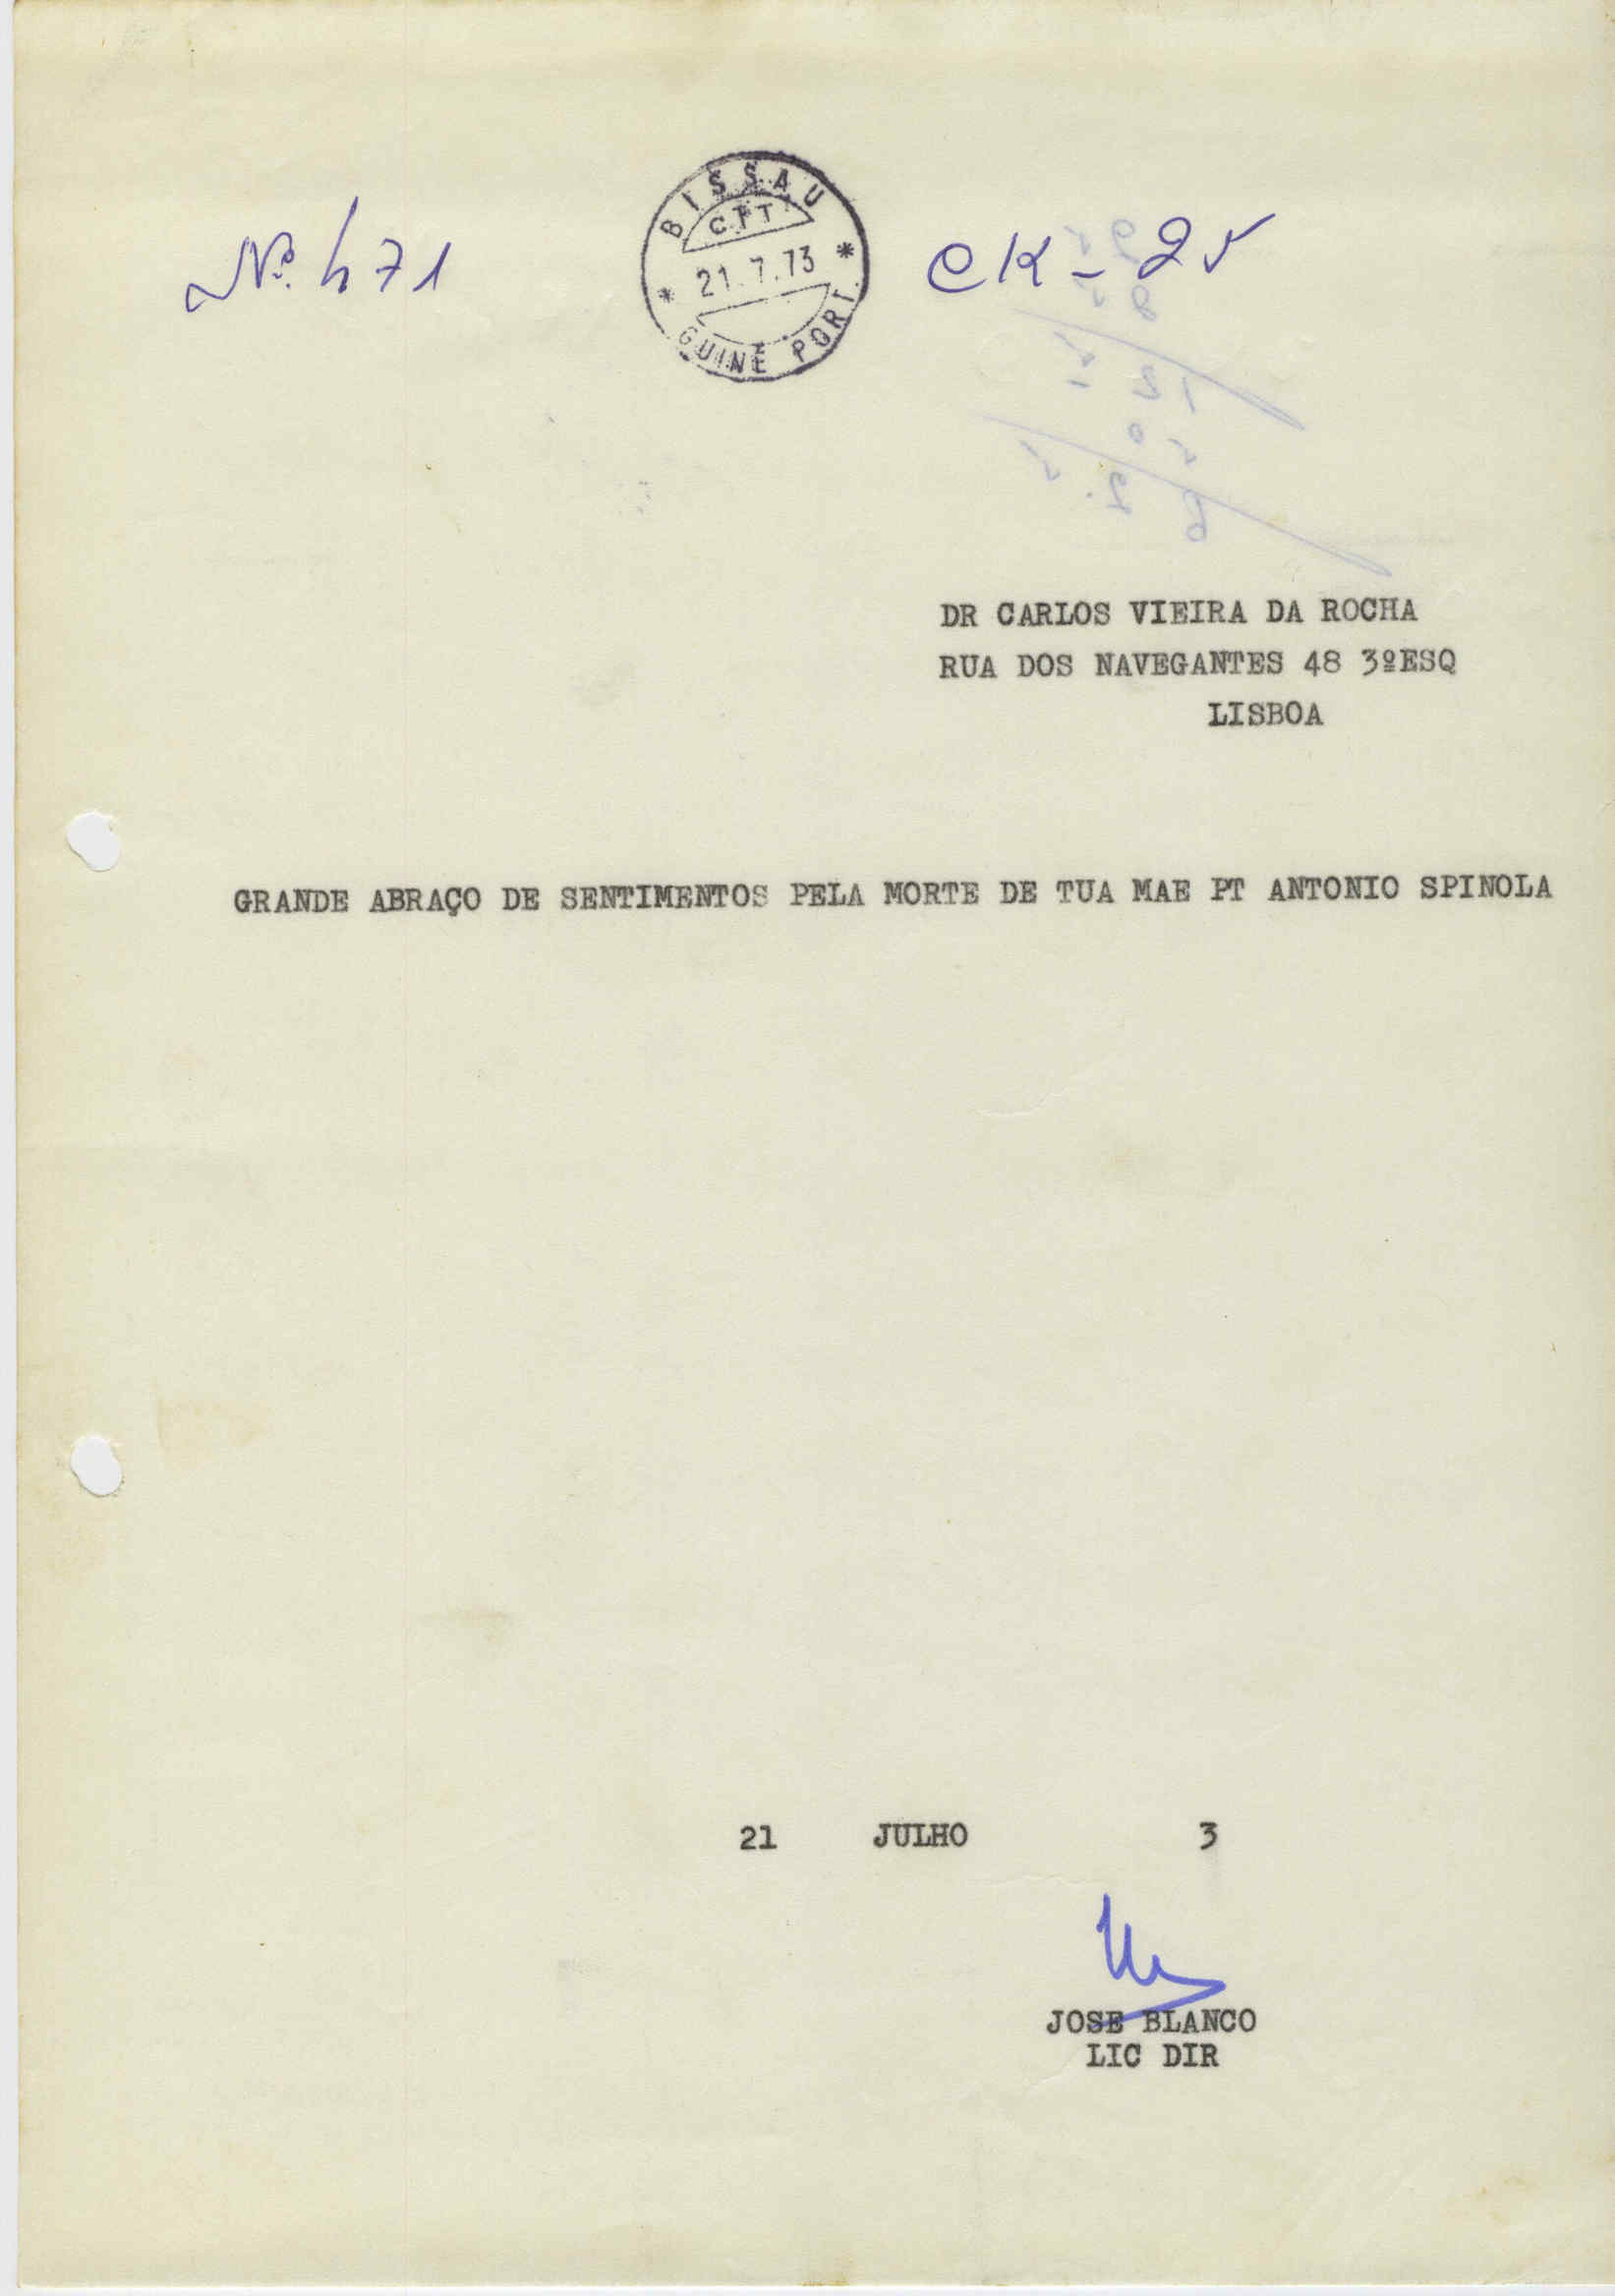 Nº. 471
BISSAU
CTT
* 21.7.73 *
GUINÉ PORT.
CK - 25
DR CARLOS VIEIRA DA ROCHA
RUA DOS NAVEGANTES 48 3ºESQ
LISBOA
GRANDE ABRAÇO DE SENTIMENTOS PELA MORTE DE TUA MAE PT ANTONIO SPINOLA
21 JULHO 3
JOSE BLANCO
LIC DIR